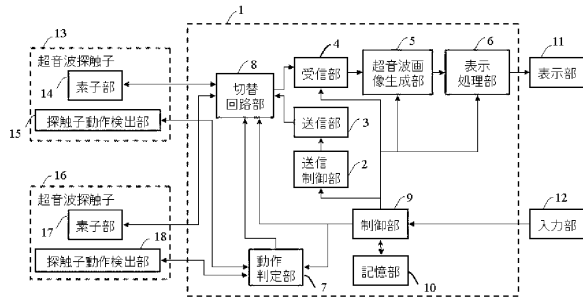 1
13
超音波探触子
14
素子部
15
探触子動作検出部
16
超音波探触子
17
素子部
18
探触子動作検出部
8
切替
回路部
4
受信部
5
超音波画
像生成部
6
表示
処理部
11
表示部
3
送信部
2
送信
制御部
9
制御部
12
入力部
動作
判定部
7
記憶部
10